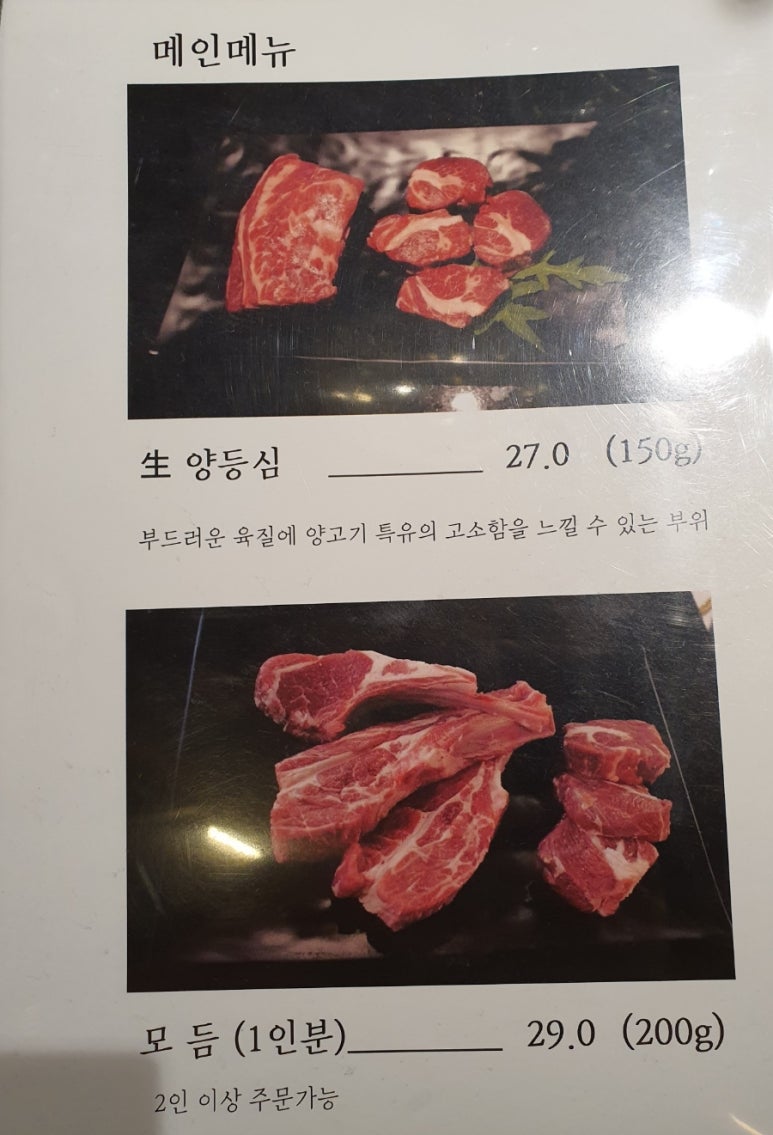 메인메뉴
生 양등심 ________ 27.0 (150g)
부드러운 육질에 양고기 특유의 고소함을 느낄 수 있는 부위
모 듬 (1인분)________ 29.0 (200g)
2인 이상 주문가능